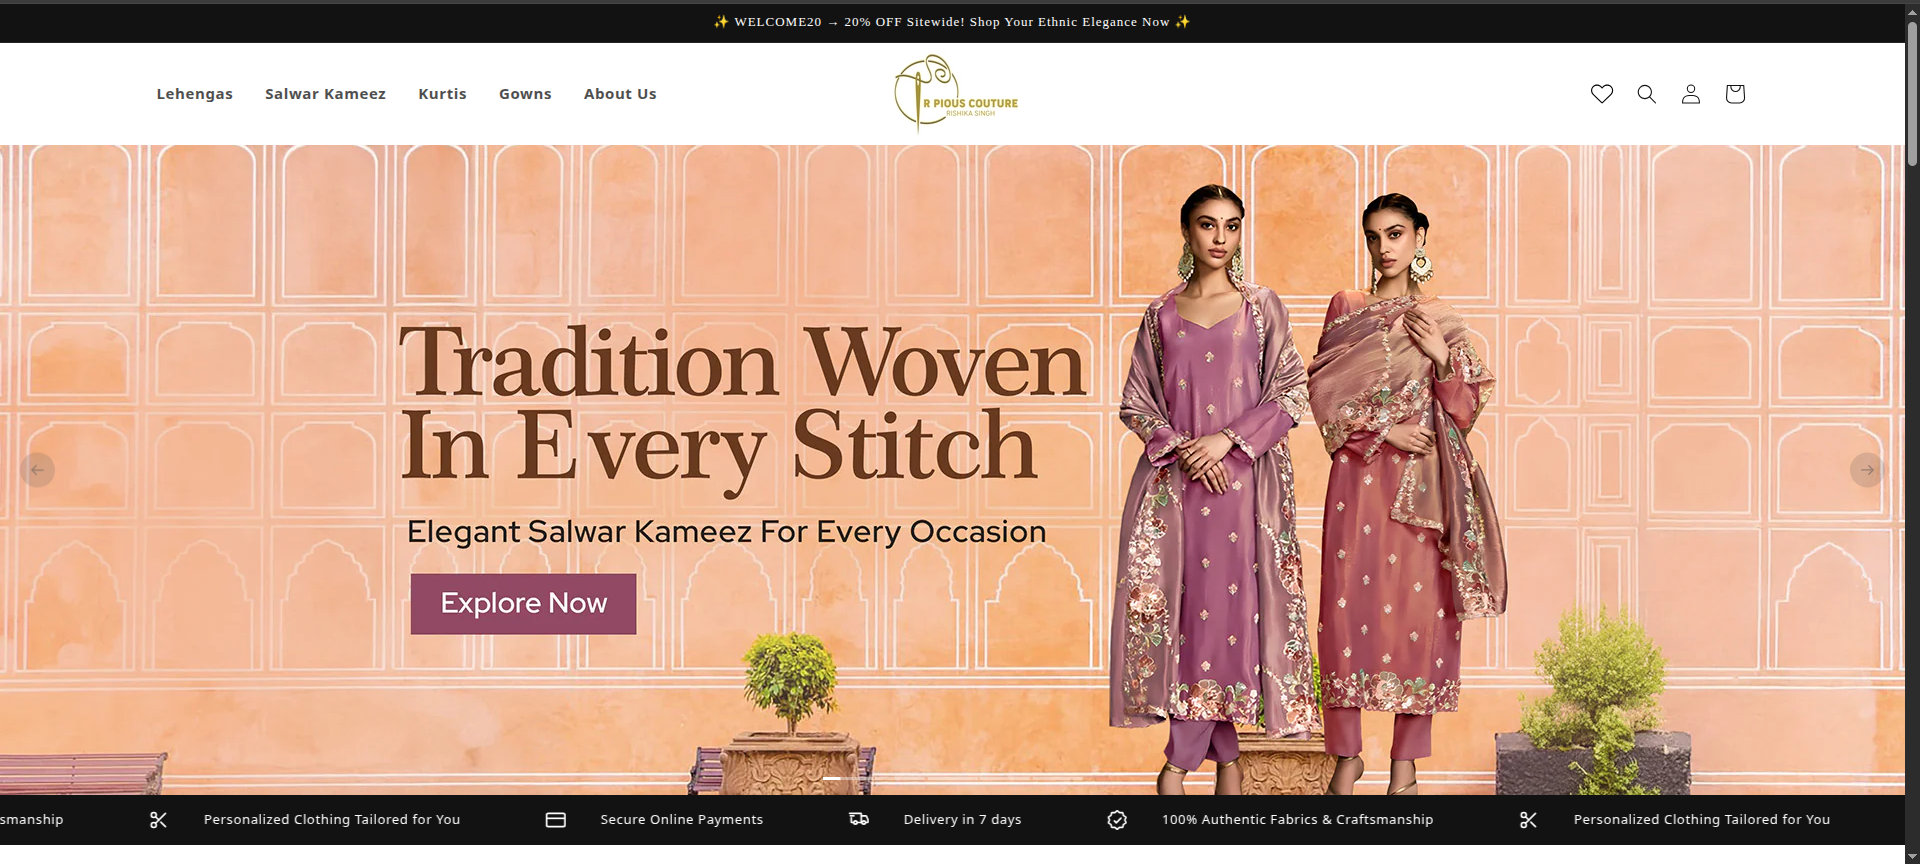 ✨ WELCOME20 → 20% OFF Sitewide! Shop Your Ethnic Elegance Now ✨
Lehengas Salwar Kameez Kurtis Gowns About Us
R PIOUS COUTURE
RISHIKA SINGH
Tradition Woven
In Every Stitch
Elegant Salwar Kameez For Every Occasion
Explore Now
smanship Personalized Clothing Tailored for You Secure Online Payments Delivery in 7 days 100% Authentic Fabrics & Craftsmanship Personalized Clothing Tailored for You